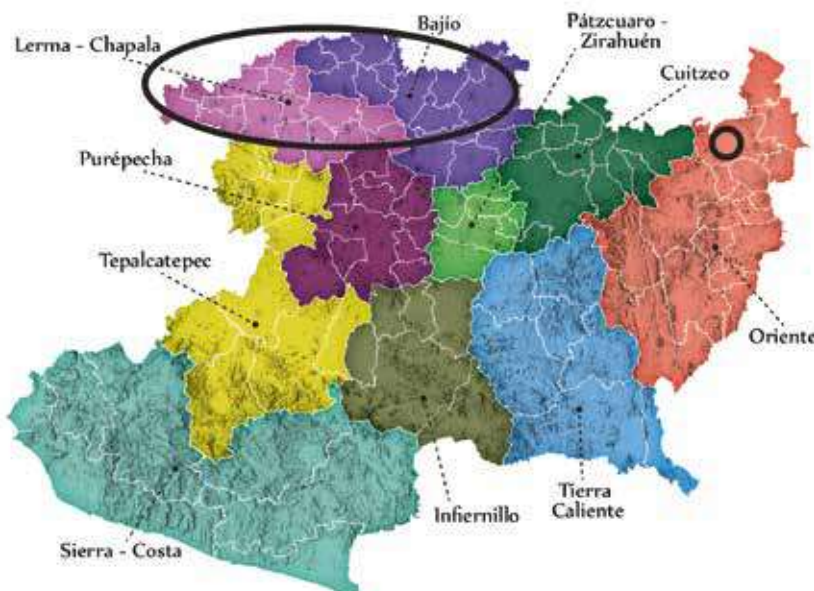 Lerma - Chapala
Bajío
Pátzcuaro -
Zirahuén
Cuitzeo
Purépecha
Tepalcatepec
Oriente
Infiernillo
Tierra
Caliente
Sierra - Costa